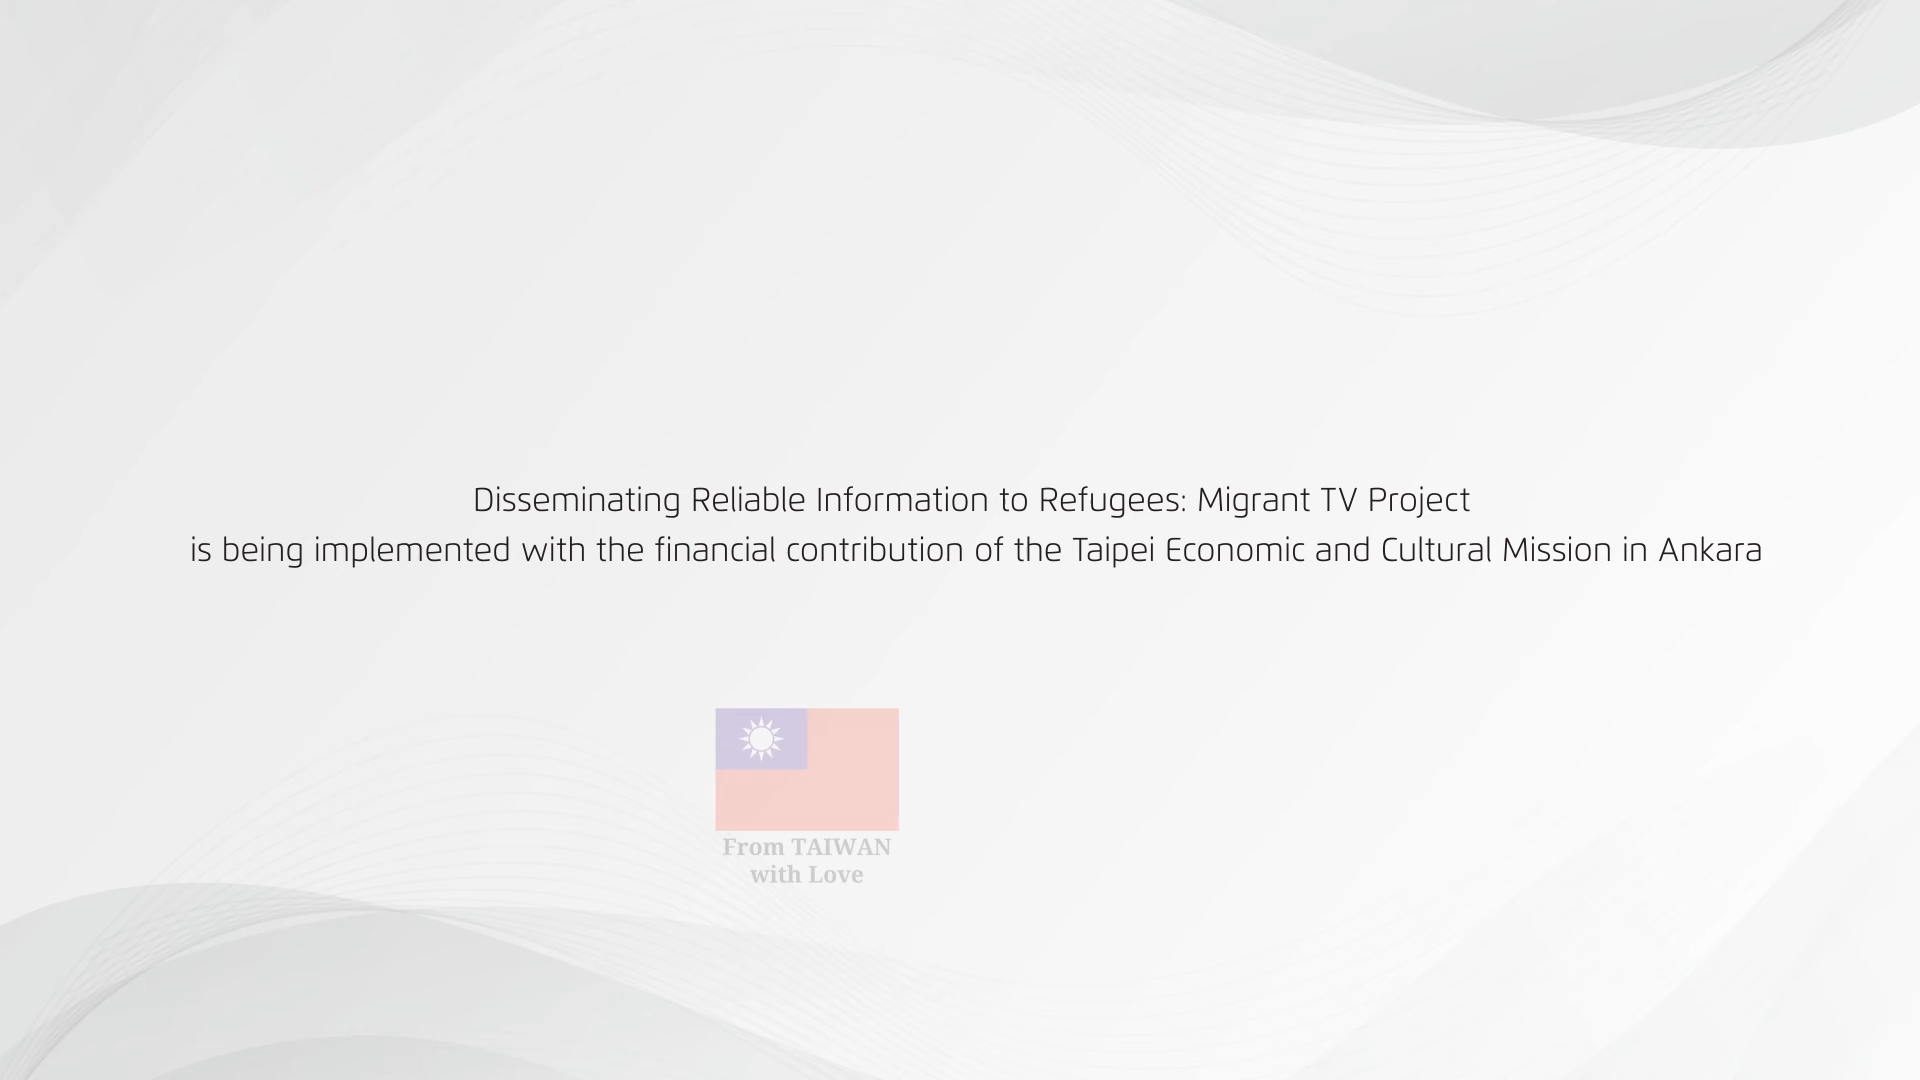 Disseminating Reliable Information to Refugees: Migrant TV Project
is being implemented with the financial contribution of the Taipei Economic and Cultural Mission in Ankara
From TAIWAN
with Love